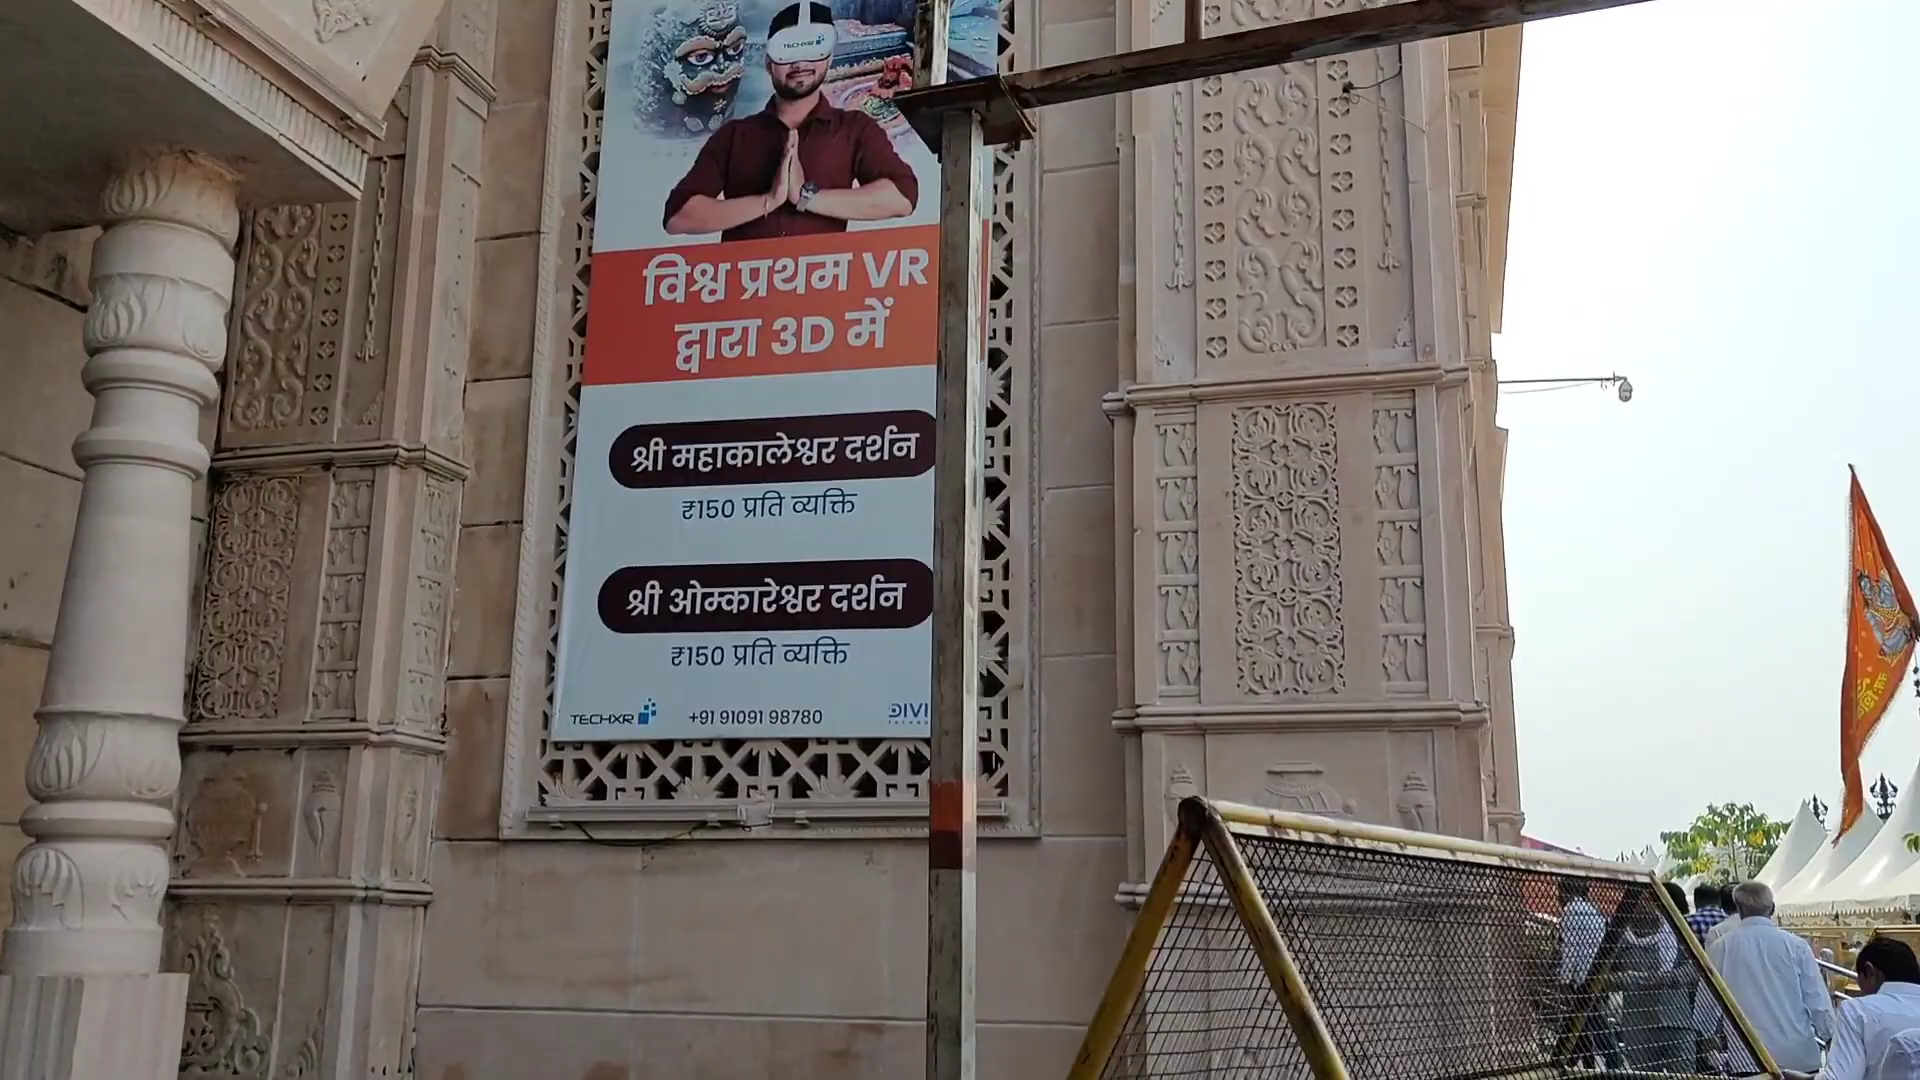 TECHXR
विश्व प्रथम VR
द्वारा 3D में
श्री महाकालेश्वर दर्शन
₹150 प्रति व्यक्ति
श्री ओम्कारेश्वर दर्शन
₹150 प्रति व्यक्ति
TECHXR +91 91091 98780 DIVI